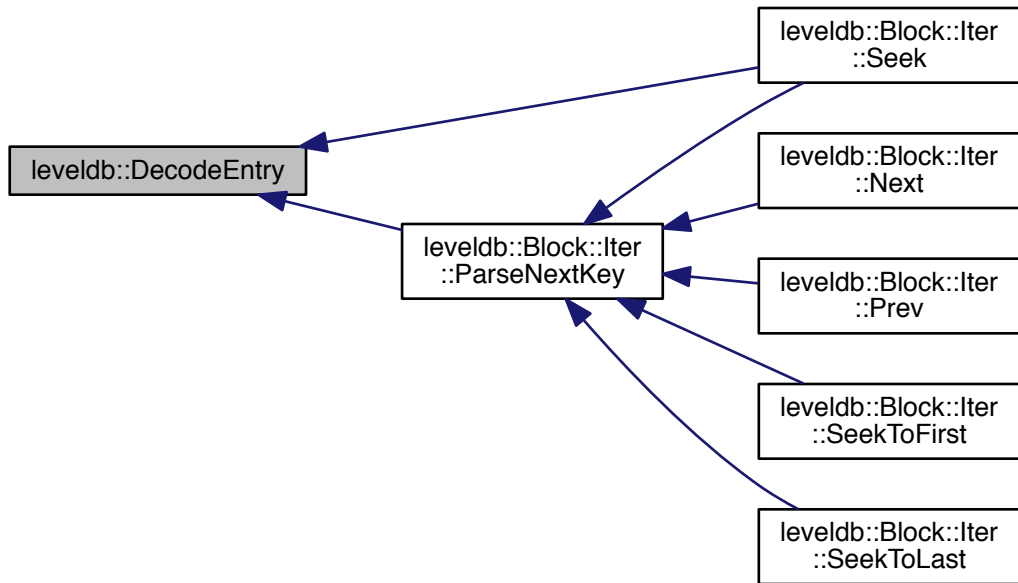 leveldb::Block::Iter
::Seek
leveldb::DecodeEntry
leveldb::Block::Iter
::Next
leveldb::Block::Iter
::ParseNextKey
leveldb::Block::Iter
::Prev
leveldb::Block::Iter
::SeekToFirst
leveldb::Block::Iter
::SeekToLast